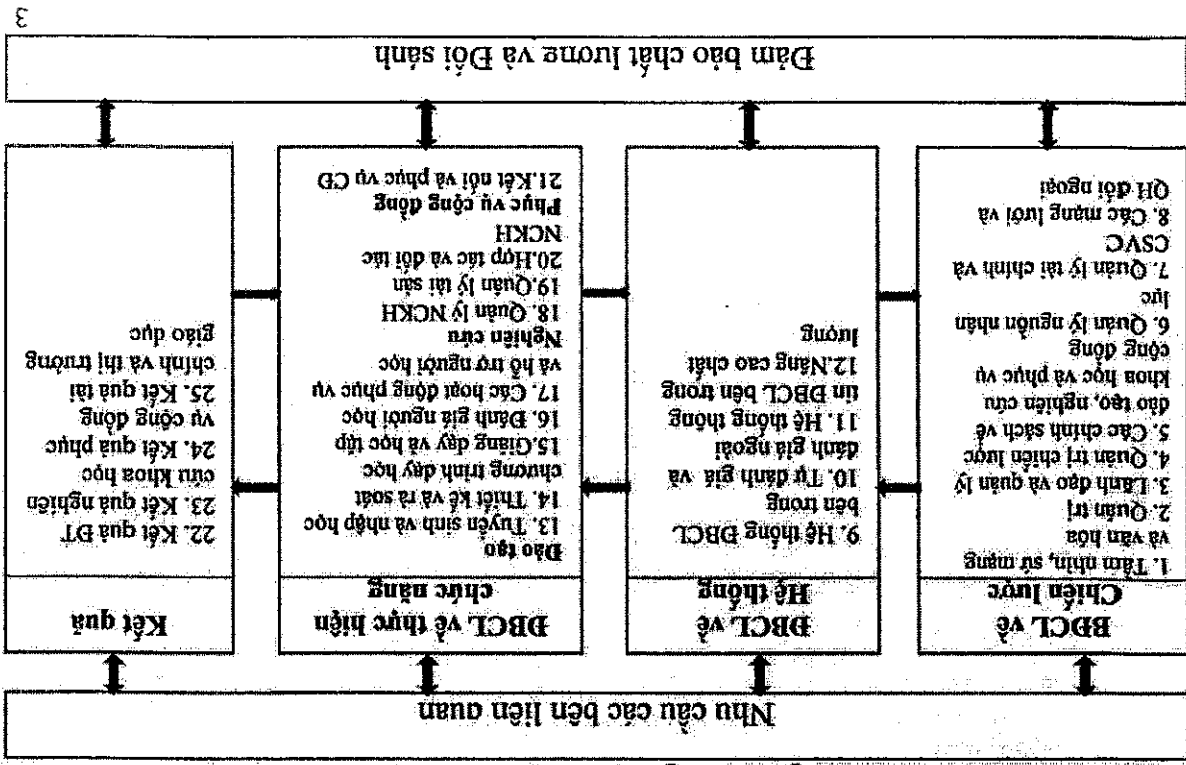 Nhu cầu các bên liên quan
BĐCL về
Chiến lược
1. Tầm nhìn, sứ mạng
và văn hóa
2. Quản trị
3. Lãnh đạo và quản lý
4. Quản trị chiến lược
5. Các chính sách về
đào tạo, nghiên cứu
khoa học và phục vụ
cộng đồng
6. Quản lý nguồn nhân
lực
7. Quản lý tài chính và
CSVC
8. Các mạng lưới và
QH đối ngoại
ĐBCL về
Hệ thống
9. Hệ thống ĐBCL
bên trong
10. Tự đánh giá và
đánh giá ngoài
11. Hệ thống thông
tin ĐBCL bên trong
12.Nâng cao chất
lượng
ĐBCL về thực hiện
chức năng
Đào tạo
13. Tuyển sinh và nhập học
14. Thiết kế và rà soát
chương trình dạy học
15.Giảng dạy và học tập
16. Đánh giá người học
17. Các hoạt động phục vụ
và hỗ trợ người học
Nghiên cứu
18. Quản lý NCKH
19.Quản lý tài sản
20.Hợp tác và đối tác
NCKH
Phục vụ cộng đồng
21.Kết nối và phục vụ CĐ
Kết quả
22. Kết quả ĐT
23. Kết quả nghiên
cứu khoa học
24. Kết quả phục
vụ cộng đồng
25. Kết quả tài
chính và thị trường
giáo dục
Đảm bảo chất lượng và Đối sánh
3